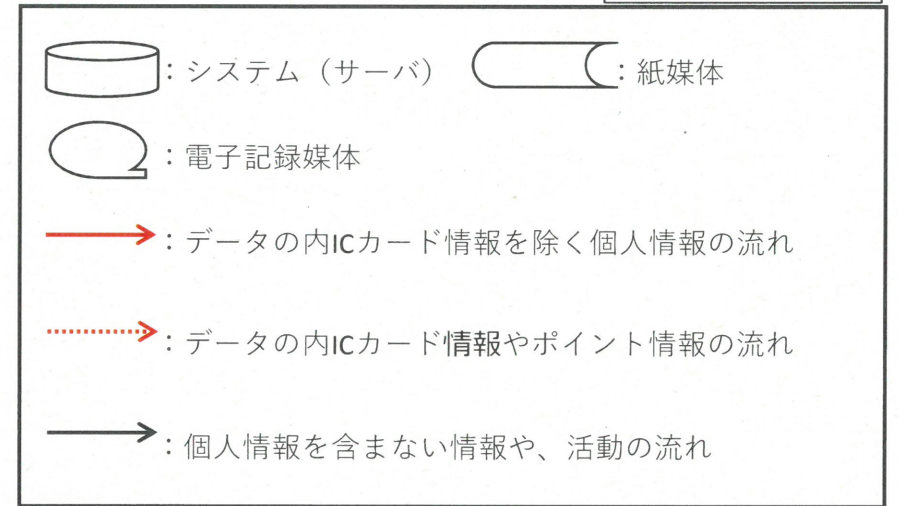 ：システム（サーバ）　：紙媒体
：電子記録媒体
：データの内ICカード情報を除く個人情報の流れ
：データの内ICカード情報やポイント情報の流れ
：個人情報を含まない情報や、活動の流れ